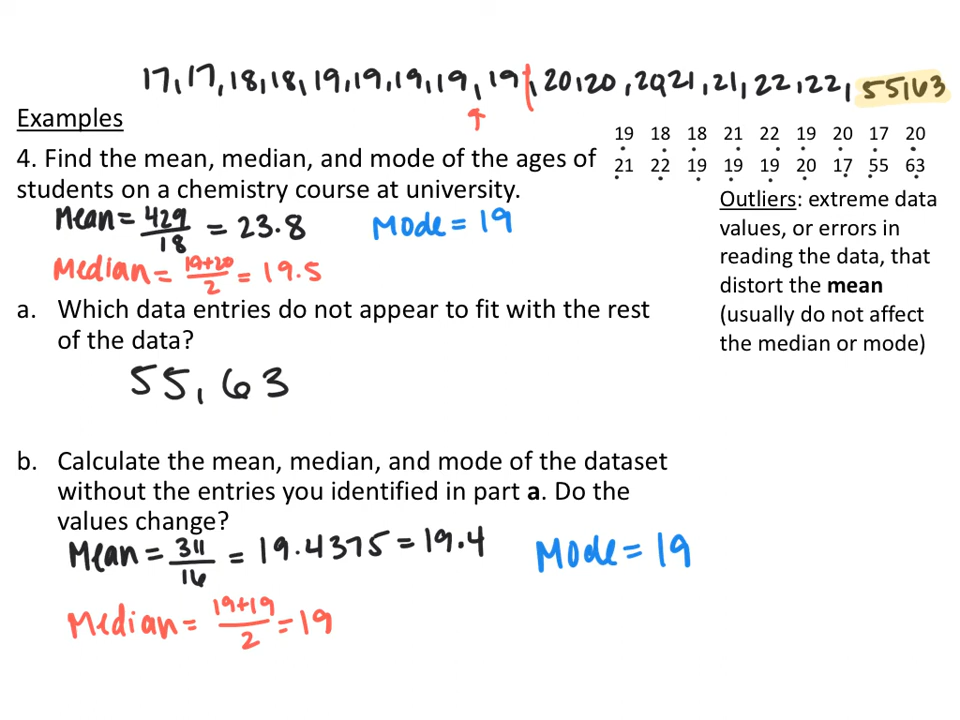 17, 17, 18, 18, 19, 19, 19, 19, 19, 20, 20, 20, 21, 21, 22, 22, 55, 63
Examples
4. Find the mean, median, and mode of the ages of
students on a chemistry course at university.
19 18 18 21 22 19 20 17 20
21 22 19 19 19 20 17 55 63
Mean = 429/18 = 23.8
Mode = 19
Median = 19+20/2 = 19.5
Outliers: extreme data
values, or errors in
reading the data, that
distort the mean
(usually do not affect
the median or mode)
a. Which data entries do not appear to fit with the rest
of the data?
55, 63
b. Calculate the mean, median, and mode of the dataset
without the entries you identified in part a. Do the
values change?
Mean = 311/16 = 19.4375 = 19.4
Mode = 19
Median = 19+19/2 = 19